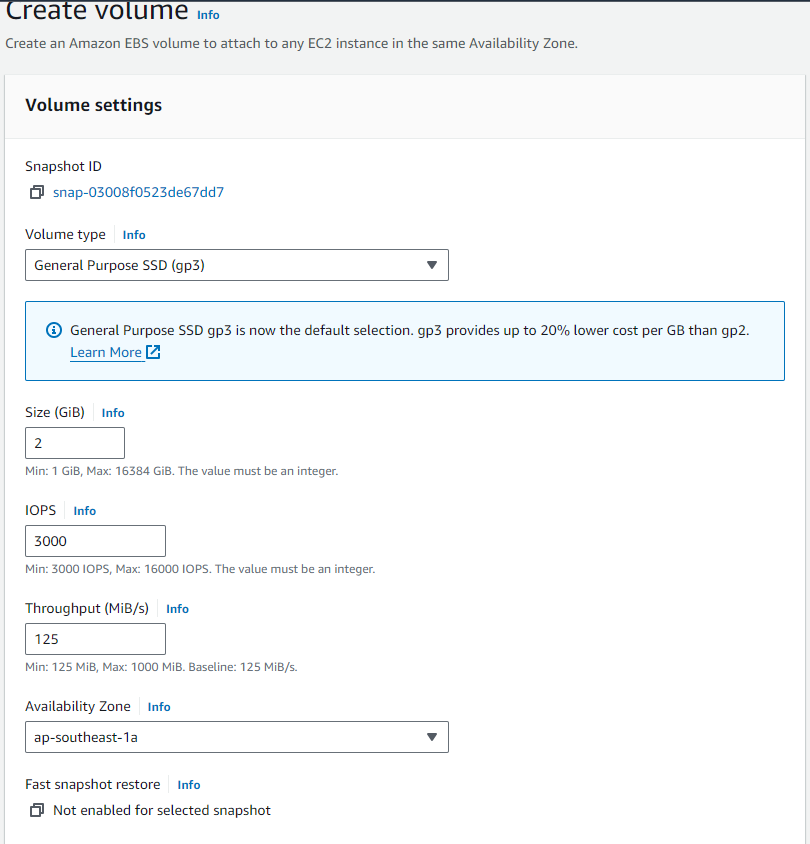 Create volume Info
Create an Amazon EBS volume to attach to any EC2 instance in the same Availability Zone.
Volume settings
Snapshot ID
snap-03008f0523de67dd7
Volume type Info
General Purpose SSD (gp3)
General Purpose SSD gp3 is now the default selection. gp3 provides up to 20% lower cost per GB than gp2.
Learn More
Size (GiB) Info
2
Min: 1 GiB, Max: 16384 GiB. The value must be an integer.
IOPS Info
3000
Min: 3000 IOPS, Max: 16000 IOPS. The value must be an integer.
Throughput (MiB/s) Info
125
Min: 125 MiB, Max: 1000 MiB. Baseline: 125 MiB/s.
Availability Zone Info
ap-southeast-1a
Fast snapshot restore Info
Not enabled for selected snapshot